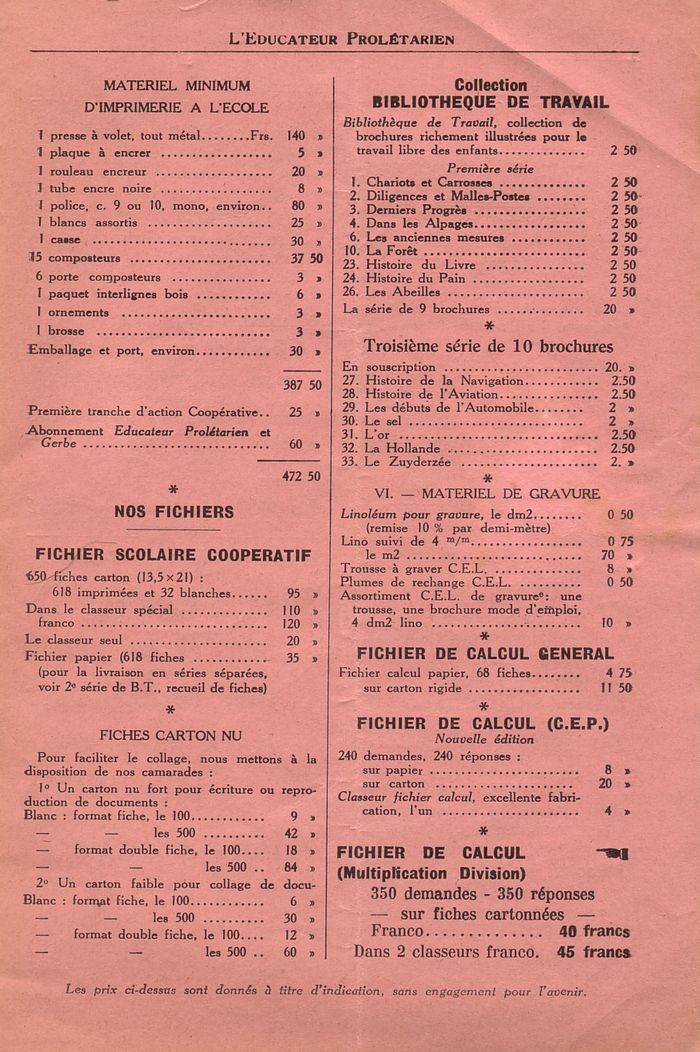 L'Educateur Prolétarien
MATERIEL MINIMUM
D'IMPRIMERIE A L'ECOLE
1 presse à volet, tout métal........Frs. 140 »
1 plaque à encrer .................. 5 »
1 rouleau encreur .................. 20 »
1 tube encre noire ................. 8 »
1 police, c. 9 ou 10, mono, environ.. 80 »
1 blancs assortis .................. 25 »
1 casse ............................ 30 »
15 composteurs ..................... 37 50
6 porte composteurs ................ 3 »
1 paquet interlignes bois ........... 6 »
1 ornements ........................ 3 »
1 brosse ........................... 3 »
Emballage et port, environ........... 30 »
387 50
Première tranche d'action Coopérative.. 25 »
Abonnement Educateur Prolétarien et
Gerbe ............................ 60 »
472 50
*
NOS FICHIERS
FICHIER SCOLAIRE COOPERATIF
650 fiches carton (13,5×21) :
618 imprimées et 32 blanches...... 95 »
Dans le classeur spécial ............ 110 »
franco ........................... 120 »
Le classeur seul .................... 20 »
Fichier papier (618 fiches ........... 35 »
(pour la livraison en séries séparées,
voir 2e série de B.T., recueil de fiches)
*
FICHES CARTON NU
Pour faciliter le collage, nous mettons à la
disposition de nos camarades :
1° Un carton nu fort pour écriture ou repro-
duction de documents :
Blanc : format fiche, le 100............ 9 »
— — les 500 .......... 42 »
— format double fiche, le 100.... 18 »
— — les 500 .. 84 »
2° Un carton faible pour collage de docu-
Blanc : format fiche, le 100............ 6 »
— — les 500 .......... 30 »
— format double fiche, le 100.... 12 »
— — les 500 .. 60 »
Collection
BIBLIOTHEQUE DE TRAVAIL
Bibliothèque de Travail, collection de
brochures richement illustrées pour le
travail libre des enfants............... 2 50
Première série
1. Chariots et Carrosses ............. 2 50
2. Diligences et Malles-Postes ........ 2 50
3. Derniers Progrès .................. 2 50
4. Dans les Alpages.................. 2 50
6. Les anciennes mesures ............ 2 50
10. La Forêt ......................... 2 50
23. Histoire du Livre ................ 2 50
24. Histoire du Pain ................. 2 50
26. Les Abeilles ..................... 2 50
La série de 9 brochures .............. 20 »
*
Troisième série de 10 brochures
En souscription ...................... 20. »
27. Histoire de la Navigation............ 2.50
28. Histoire de l'Aviation.............. 2.50
29. Les débuts de l'Automobile........ 2 »
30. Le sel ........................... 2 »
31. L'or ............................. 2.50
32. La Hollande ...................... 2.50
33. Le Zuyderzée ..................... 2. »
*
VI. — MATERIEL DE GRAVURE
Linoléum pour gravure, le dm2........ 0 50
(remise 10 % par demi-mètre)
Lino suivi de 4 m/m................. 0 75
le m2 ........................... 70 »
Trousse à graver C.E.L. .............. 8 »
Plumes de rechange C.E.L. .......... 0 50
Assortiment C.E.L. de gravure : une
trousse, une brochure mode d'emploi,
4 dm2 lino ...................... 10 »
*
FICHIER DE CALCUL GENERAL
Fichier calcul papier, 68 fiches........ 4 75
sur carton rigide ................. 11 50
*
FICHIER DE CALCUL (C.E.P.)
Nouvelle édition
240 demandes, 240 réponses :
sur papier ....................... 8 »
sur carton ....................... 20 »
Classeur fichier calcul, excellente fabri-
cation, l'un ..................... 4 »
*
FICHIER DE CALCUL
(Multiplication Division)
350 demandes - 350 réponses
— sur fiches cartonnées —
Franco.............. 40 francs
Dans 2 classeurs franco. 45 francs
Les prix ci-dessus sont donnés à titre d'indication, sans engagement pour l'avenir.